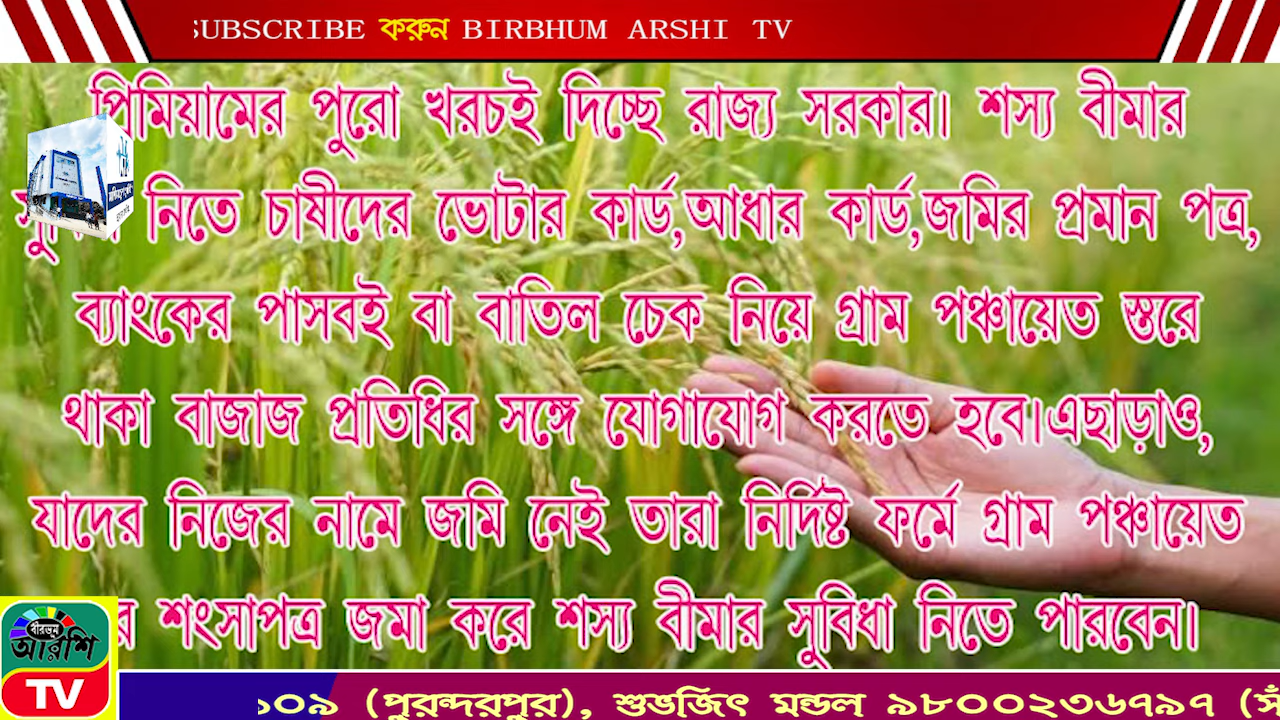 SUBSCRIBE করুন BIRBHUM ARSHI TV
প্রিমিয়ামের পুরো খরচই দিচ্ছে রাজ্য সরকার। শস্য বীমার
নিতে চাষীদের ভোটার কার্ড,আধার কার্ড,জমির প্রমান পত্র,
ব্যাংকের পাসবই বা বাতিল চেক নিয়ে গ্রাম পঞ্চায়েত স্তরে
থাকা বাজাজ প্রতিধির সঙ্গে যোগাযোগ করতে হবে।এছাড়াও,
যাদের নিজের নামে জমি নেই তারা নির্দিষ্ট ফর্মে গ্রাম পঞ্চায়েত
শংসাপত্র জমা করে শস্য বীমার সুবিধা নিতে পারবেন।
বীরভূম
আরশি
TV
১০৯ (পুরন্দরপুর), শুভজিৎ মন্ডল ৯৮০০২৩৬৭৯৭